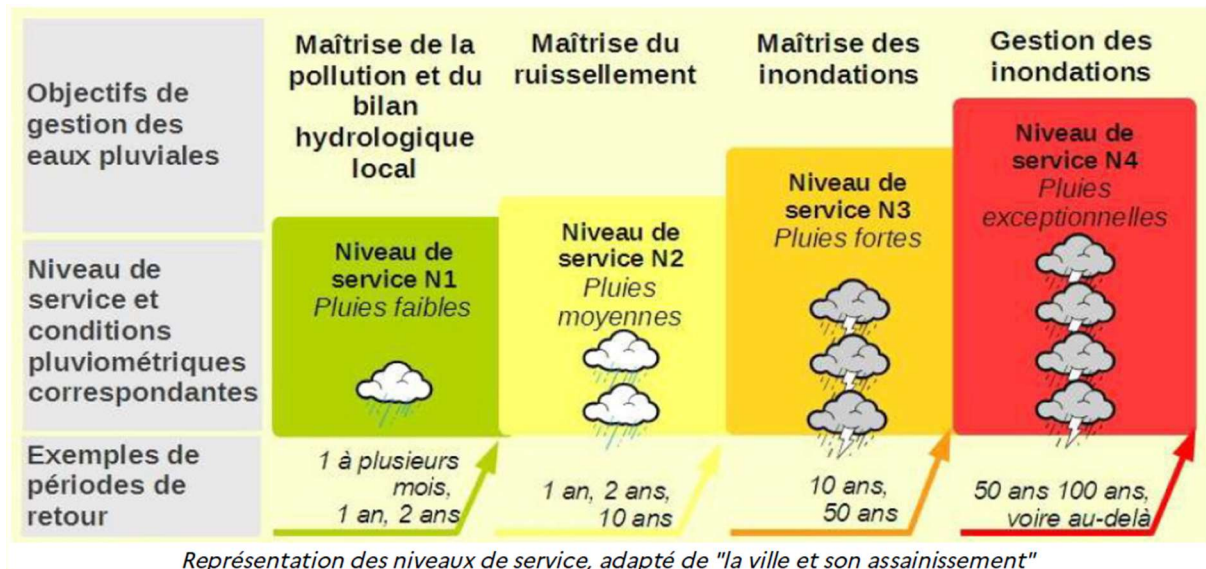 Objectifs de
gestion des
eaux pluviales
Maîtrise de la
pollution et du
bilan
hydrologique
local
Maîtrise du
ruissellement
Maîtrise des
inondations
Gestion des
inondations
Niveau de
service et
conditions
pluviométriques
correspondantes
Niveau de
service N1
Pluies faibles
Niveau de
service N2
Pluies
moyennes
Niveau de
service N3
Pluies fortes
Niveau de
service N4
Pluies
exceptionnelles
Exemples de
périodes de
retour
1 à plusieurs
mois,
1 an, 2 ans
1 an, 2 ans,
10 ans
10 ans,
50 ans
50 ans 100 ans,
voire au-delà
Représentation des niveaux de service, adapté de "la ville et son assainissement"